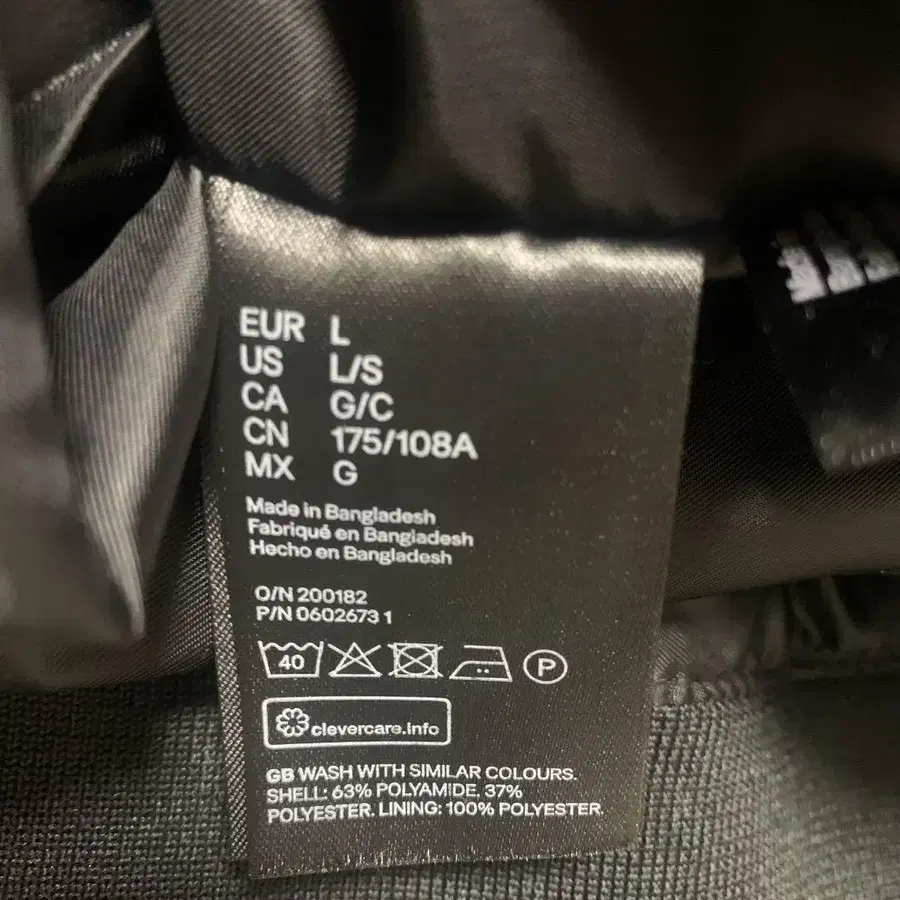 EUR L
US L/S
CA G/C
CN 175/108A
MX G
Made in Bangladesh
Fabriqué en Bangladesh
Hecho en Bangladesh
O/N 200182
P/N 0602673 1
40
P
clevercare.info
GB WASH WITH SIMILAR COLOURS.
SHELL: 63% POLYAMIDE, 37%
POLYESTER. LINING: 100% POLYESTER.